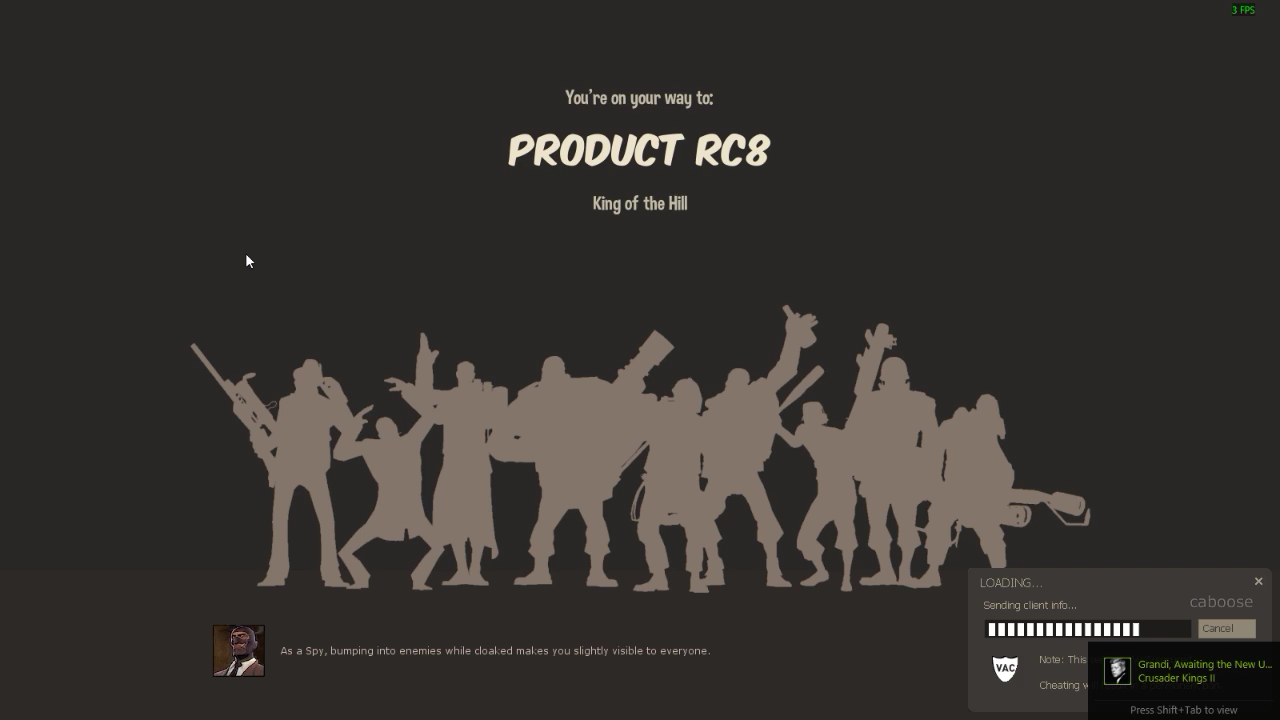 3 FPS
You're on your way to:
PRODUCT RC8
King of the Hill
LOADING...
Sending client info...
caboose
Cancel
VAC
Note: This
Cheating
Grandi, Awaiting the New U...
Crusader Kings II
Press Shift+Tab to view
As a Spy, bumping into enemies while cloaked makes you slightly visible to everyone.